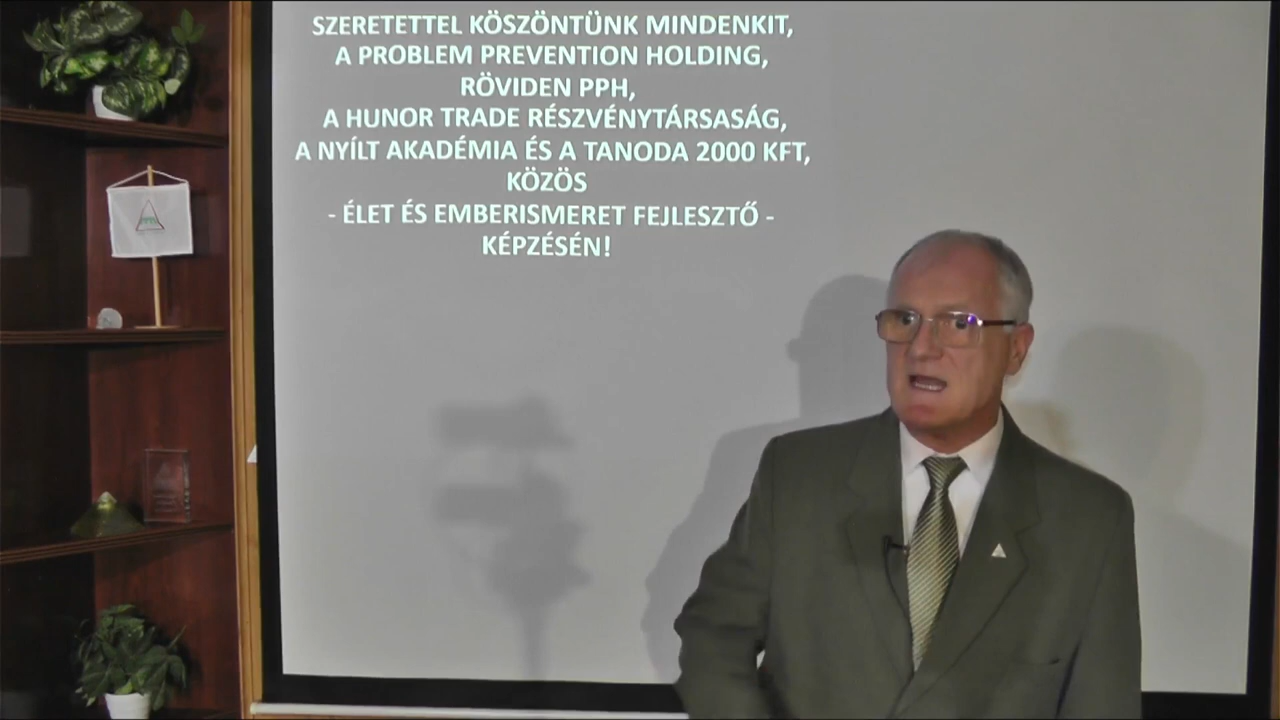 SZERETETTEL KÖSZÖNTÜNK MINDENKIT,
A PROBLEM PREVENTION HOLDING,
RÖVIDEN PPH,
A HUNOR TRADE RÉSZVÉNYTÁRSASÁG,
A NYÍLT AKADÉMIA ÉS A TANODA 2000 KFT,
KÖZÖS
- ÉLET ÉS EMBERISMERET FEJLESZTŐ -
KÉPZÉSÉN!